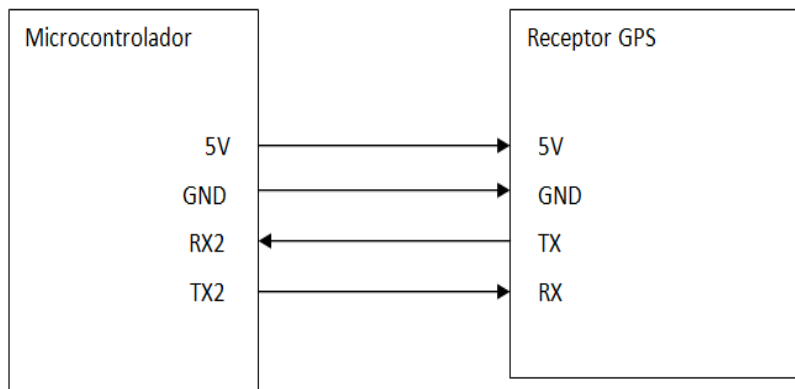 Microcontrolador
5V
GND
RX2
TX2
Receptor GPS
5V
GND
TX
RX